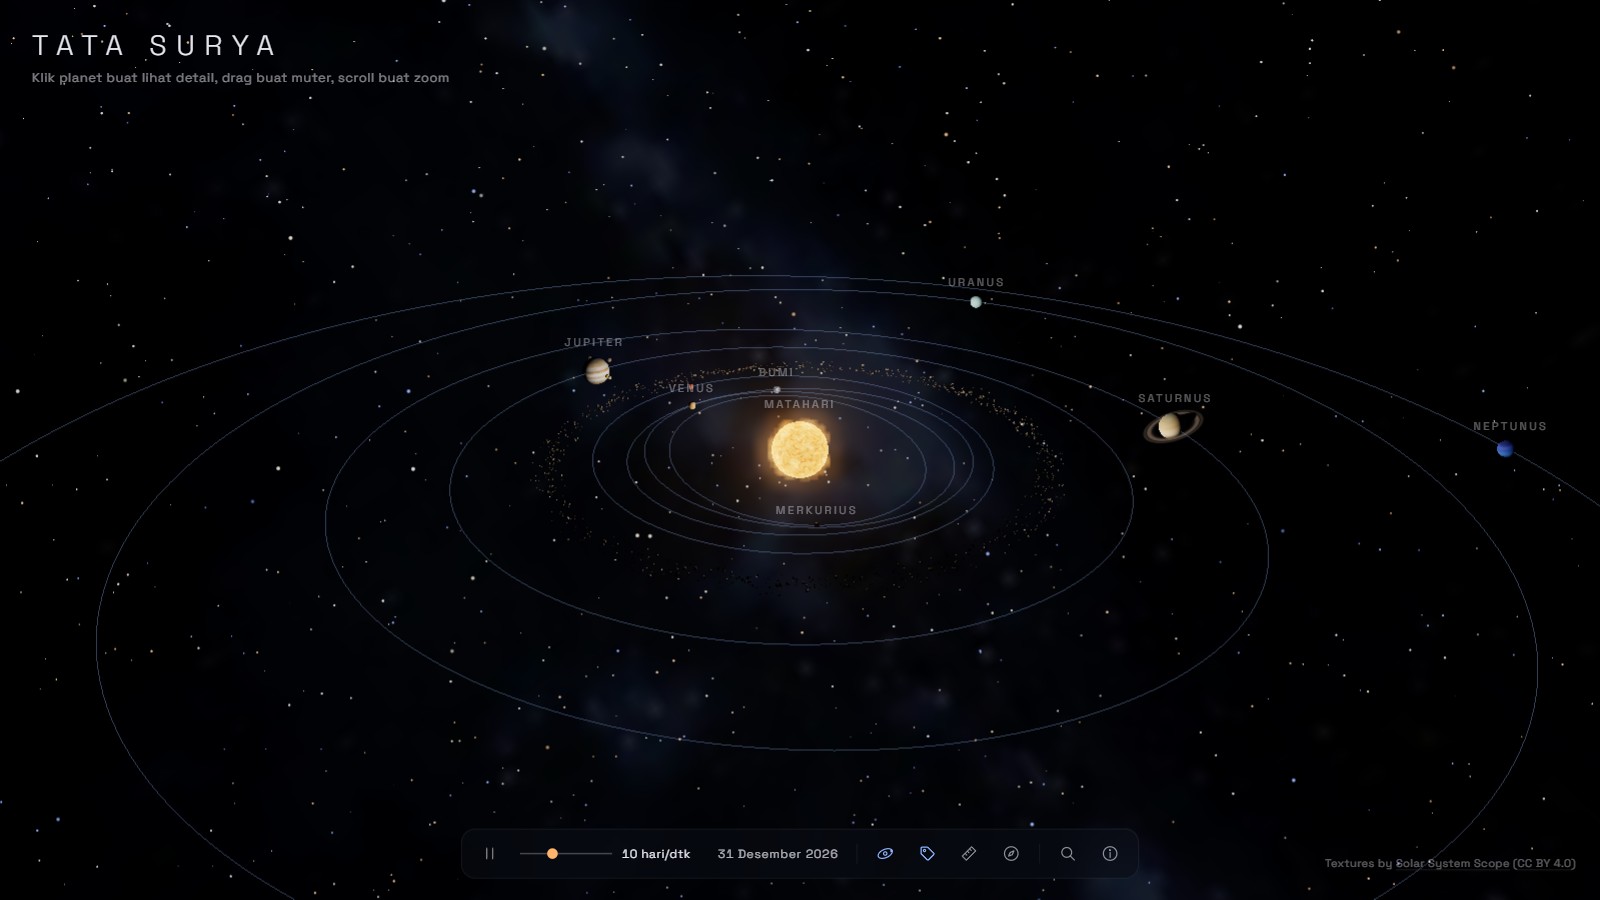 TATA SURYA
Klik planet buat lihat detail, drag buat muter, scroll buat zoom
URANUS
JUPITER
BUMI
VENUS
MATAHARI
SATURNUS
NEPTUNUS
MERKURIUS
10 hari/dtk
31 Desember 2026
Textures by Solar System Scope (CC BY 4.0)